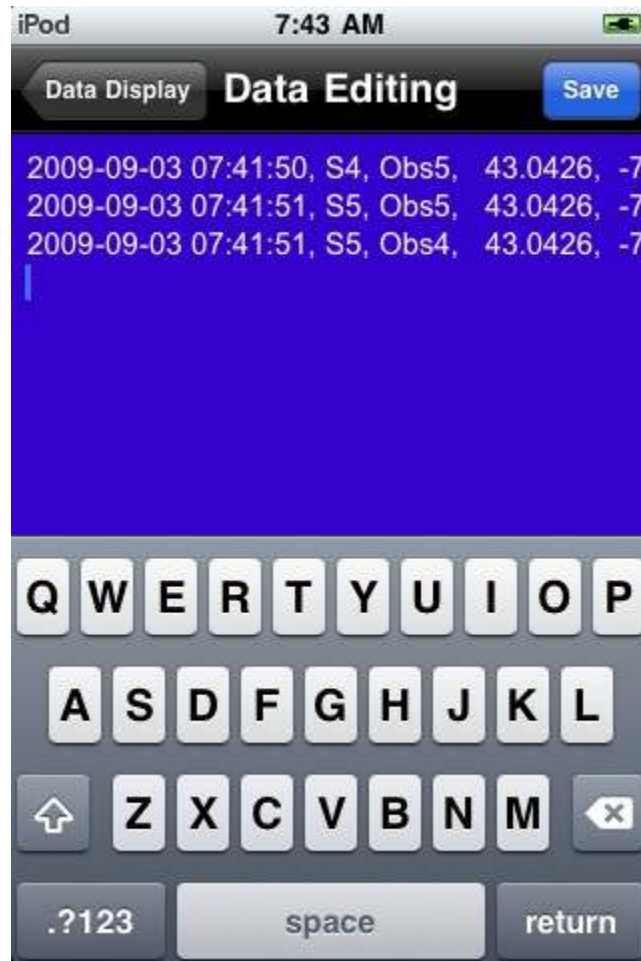 iPod 7:43 AM
Data Display Data Editing Save
2009-09-03 07:41:50, S4, Obs5, 43.0426, -7
2009-09-03 07:41:51, S5, Obs5, 43.0426, -7
2009-09-03 07:41:51, S5, Obs4, 43.0426, -7
Q W E R T Y U I O P
A S D F G H J K L
Z X C V B N M
.?123 space return